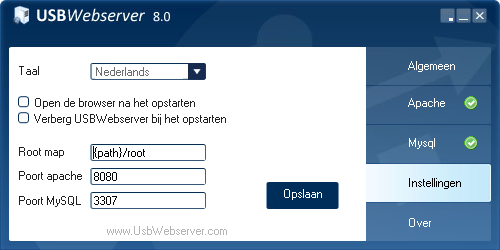 USBWebserver 8.0
Taal Nederlands
Open de browser na het opstarten
Verberg USBWebserver bij het opstarten
Root map {path}/root
Poort apache 8080
Poort MySQL 3307
Opslaan
www.UsbWebserver.com
Algemeen
Apache
Mysql
Instellingen
Over